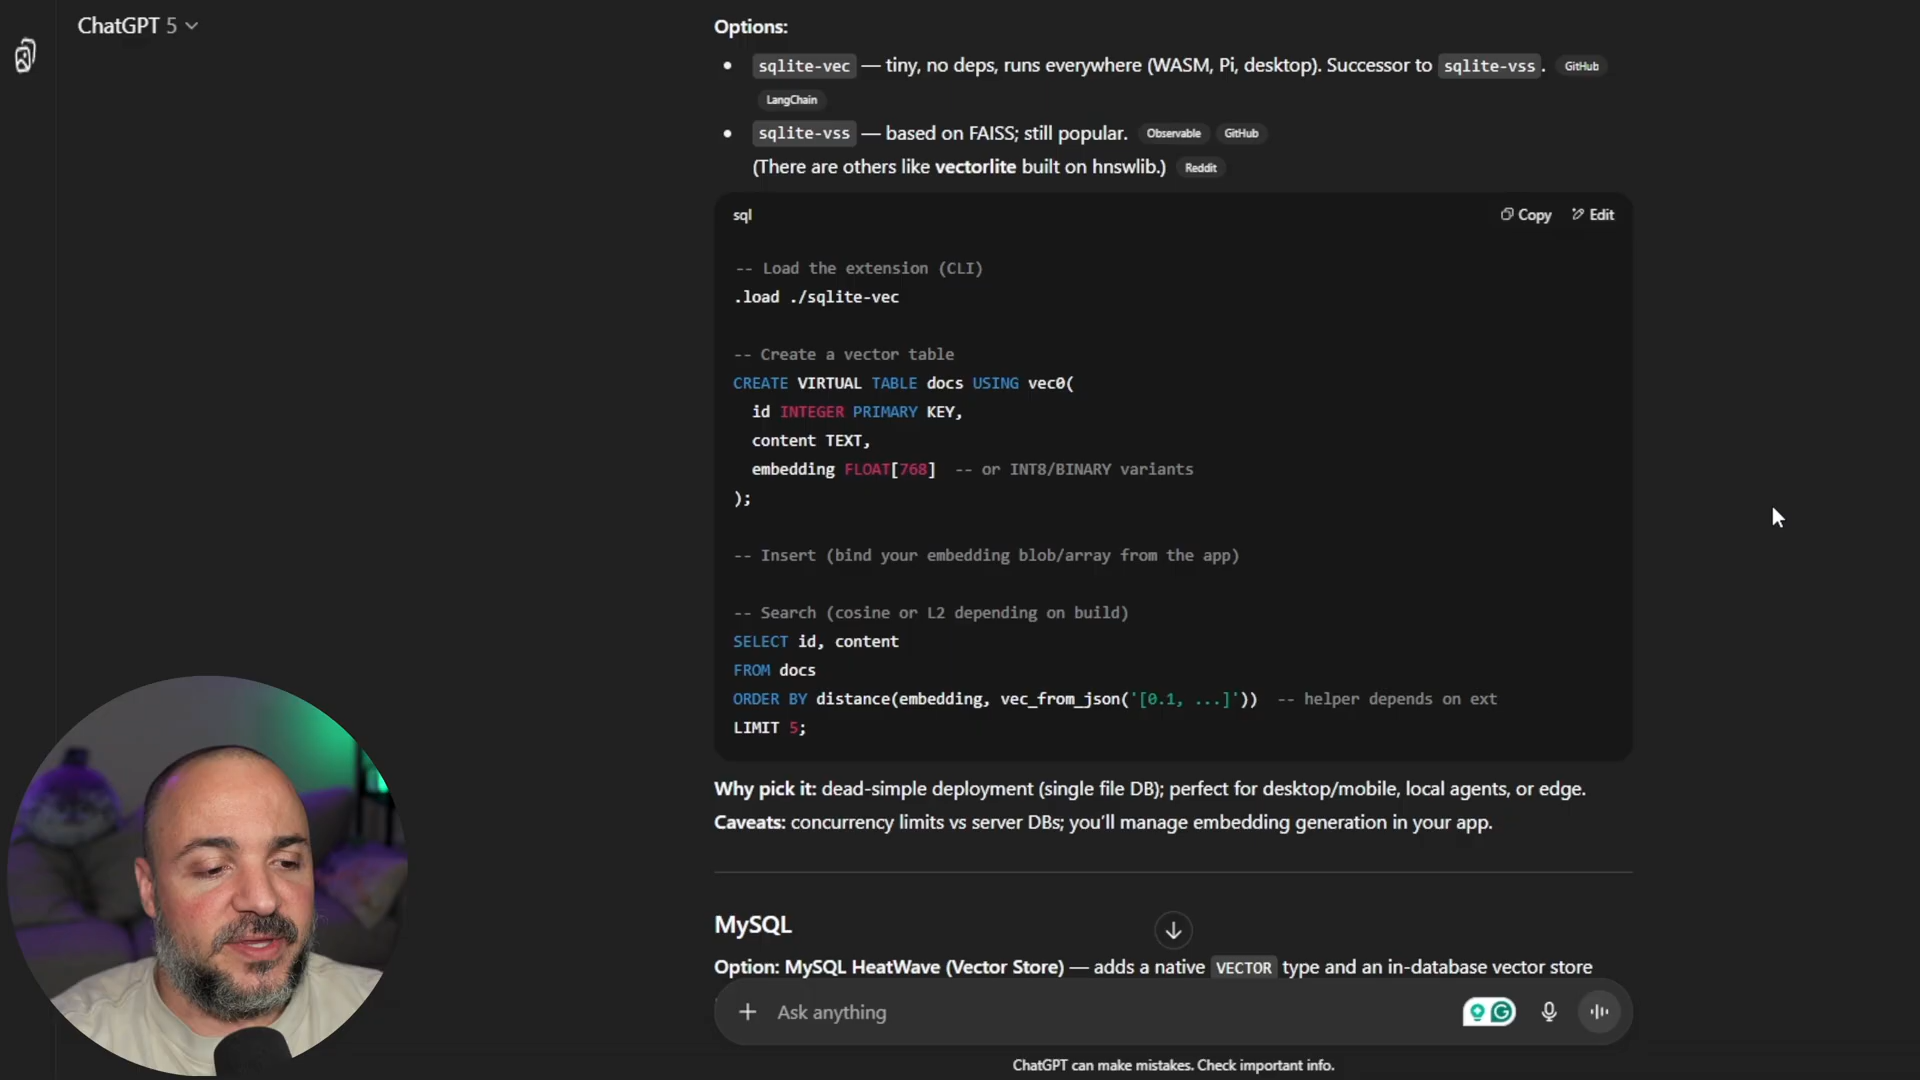 ChatGPT 5
Options:
sqlite-vec — tiny, no deps, runs everywhere (WASM, Pi, desktop). Successor to sqlite-vss. GitHub
LangChain
sqlite-vss — based on FAISS; still popular. Observable GitHub
(There are others like vectorlite built on hnswlib.) Reddit
sql Copy Edit
-- Load the extension (CLI)
.load ./sqlite-vec
-- Create a vector table
CREATE VIRTUAL TABLE docs USING vec0(
id INTEGER PRIMARY KEY,
content TEXT,
embedding FLOAT[768] -- or INT8/BINARY variants
);
-- Insert (bind your embedding blob/array from the app)
-- Search (cosine or L2 depending on build)
SELECT id, content
FROM docs
ORDER BY distance(embedding, vec_from_json('[0.1, ...]')) -- helper depends on ext
LIMIT 5;
Why pick it: dead-simple deployment (single file DB); perfect for desktop/mobile, local agents, or edge.
Caveats: concurrency limits vs server DBs; you'll manage embedding generation in your app.
MySQL
Option: MySQL HeatWave (Vector Store) — adds a native VECTOR type and an in-database vector store
Ask anything
ChatGPT can make mistakes. Check important info.